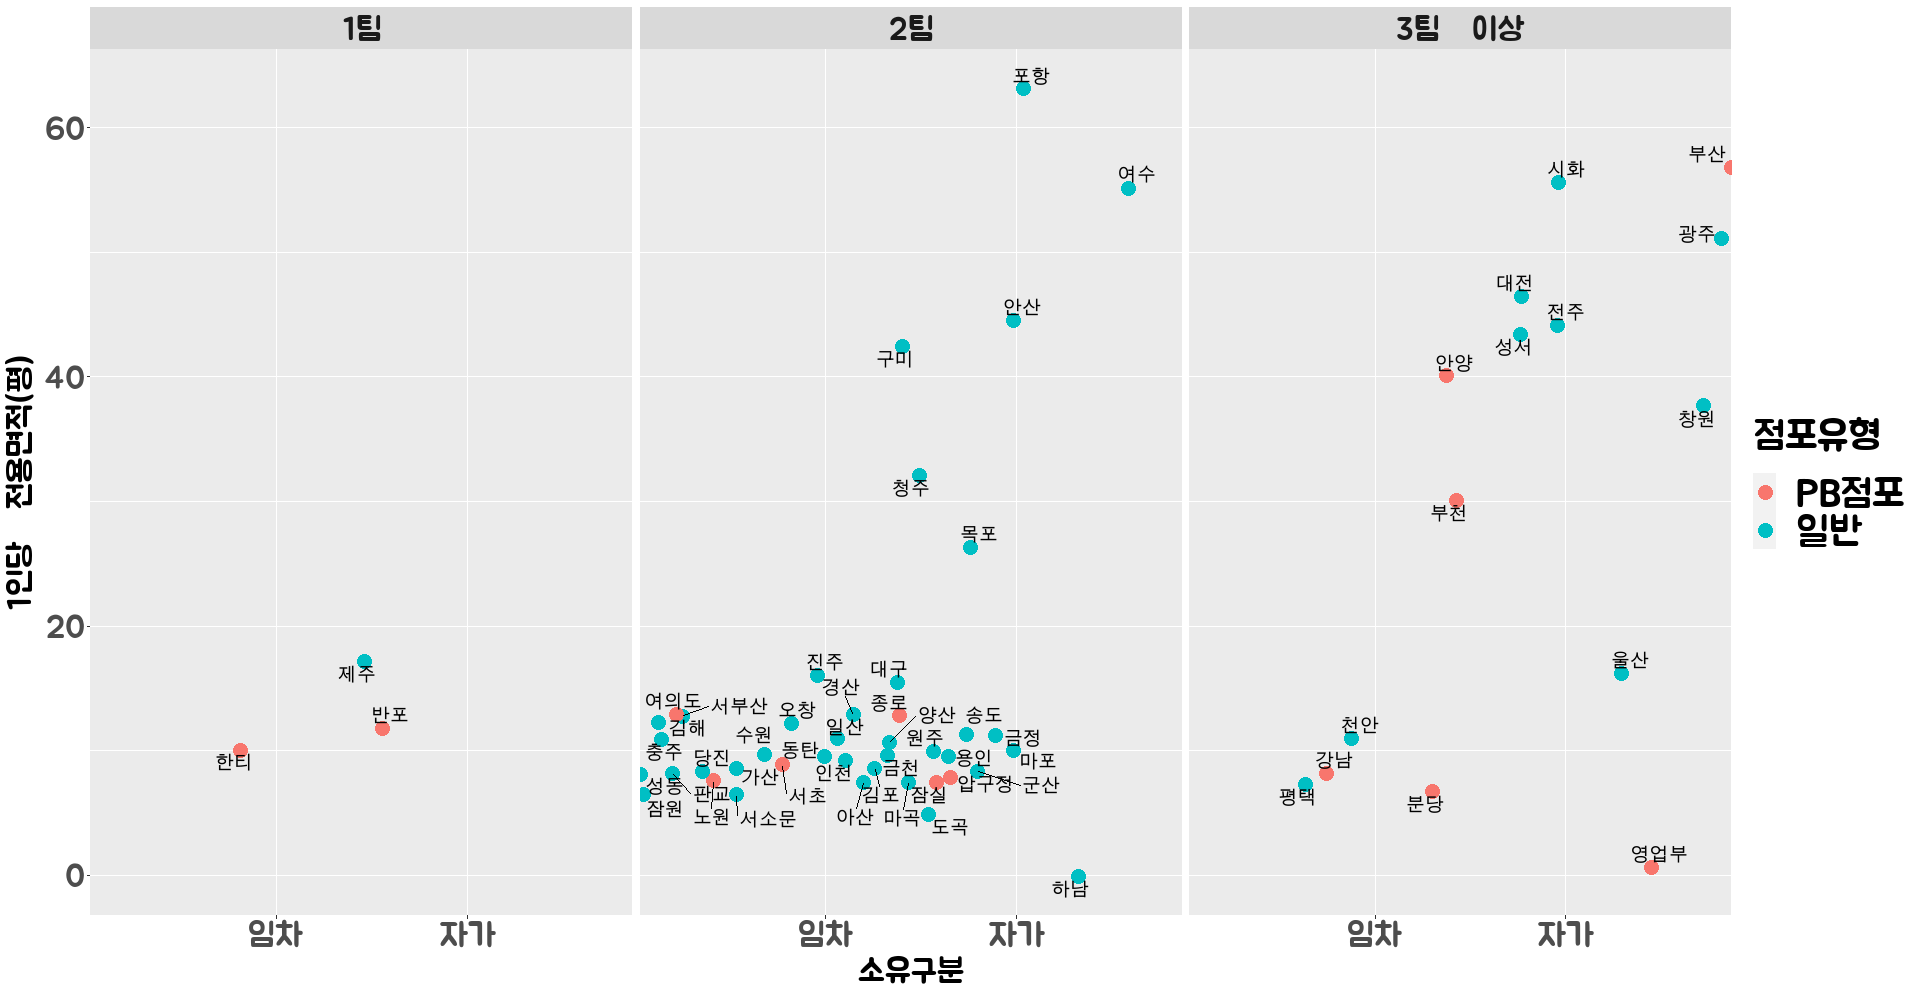 1팀
2팀
3팀 이상
1인당 전용면적(평)
60
40
20
0
한티
제주
반포
포항
여수
안산
구미
청주
목포
진주
대구
경산
여의도
서부산
오창
종로
양산
송도
김해
일산
수원
원주
금정
충주
당진
동탄
인천
금천
용인
마포
가산
성동
판교
서초
김포
잠실
압구정
군산
잠원
노원
서소문
아산
마곡
도곡
하남
부산
시화
광주
대전
전주
성서
안양
창원
부천
울산
천안
강남
평택
분당
영업부
임차
자가
임차
자가
임차
자가
소유구분
점포유형
PB점포
일반